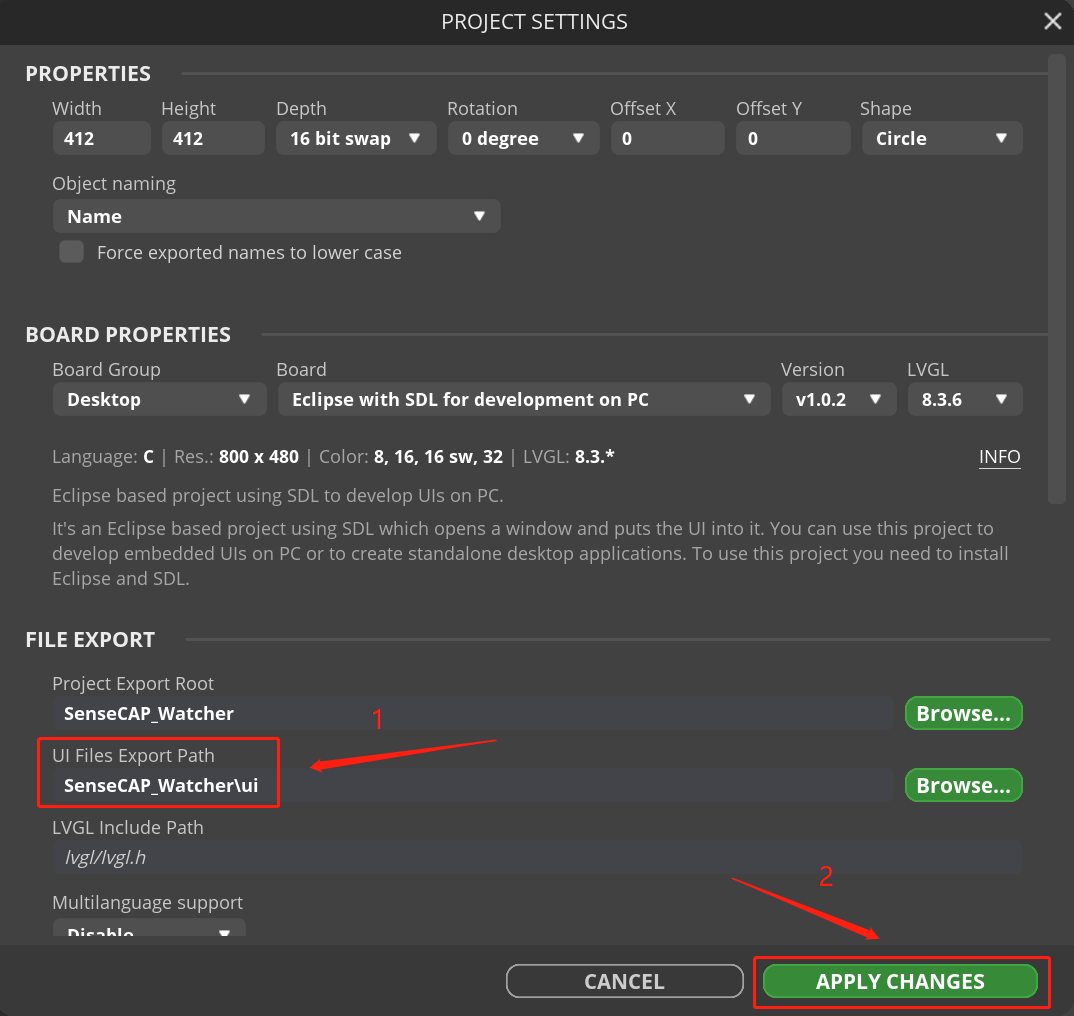 PROJECT SETTINGS
PROPERTIES
Width Height Depth Rotation Offset X Offset Y Shape
412 412 16 bit swap 0 degree 0 0 Circle
Object naming
Name
Force exported names to lower case
BOARD PROPERTIES
Board Group Board Version LVGL
Desktop Eclipse with SDL for development on PC v1.0.2 8.3.6
Language: C | Res.: 800 x 480 | Color: 8, 16, 16 sw, 32 | LVGL: 8.3.* INFO
Eclipse based project using SDL to develop UIs on PC.
It's an Eclipse based project using SDL which opens a window and puts the UI into it. You can use this project to
develop embedded UIs on PC or to create standalone desktop applications. To use this project you need to install
Eclipse and SDL.
FILE EXPORT
Project Export Root
SenseCAP_Watcher Browse...
1
UI Files Export Path
SenseCAP_Watcher\ui Browse...
LVGL Include Path
lvgl/lvgl.h
2
Multilanguage support
Disable
CANCEL APPLY CHANGES